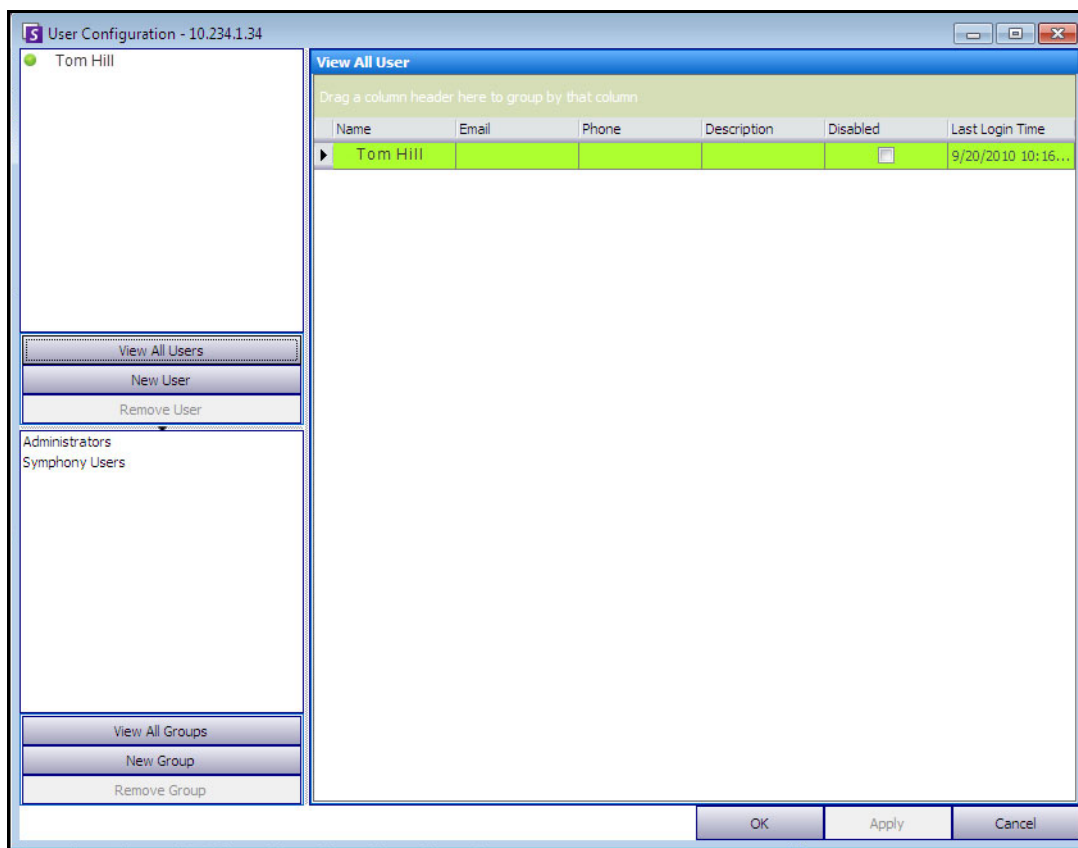 User Configuration - 10.234.1.34
Tom Hill
View All Users
New User
Remove User
Administrators
Symphony Users
View All Groups
New Group
Remove Group
View All User
Drag a column header here to group by that column
Name Email Phone Description Disabled Last Login Time
Tom Hill 9/20/2010 10:16...
OK Apply Cancel